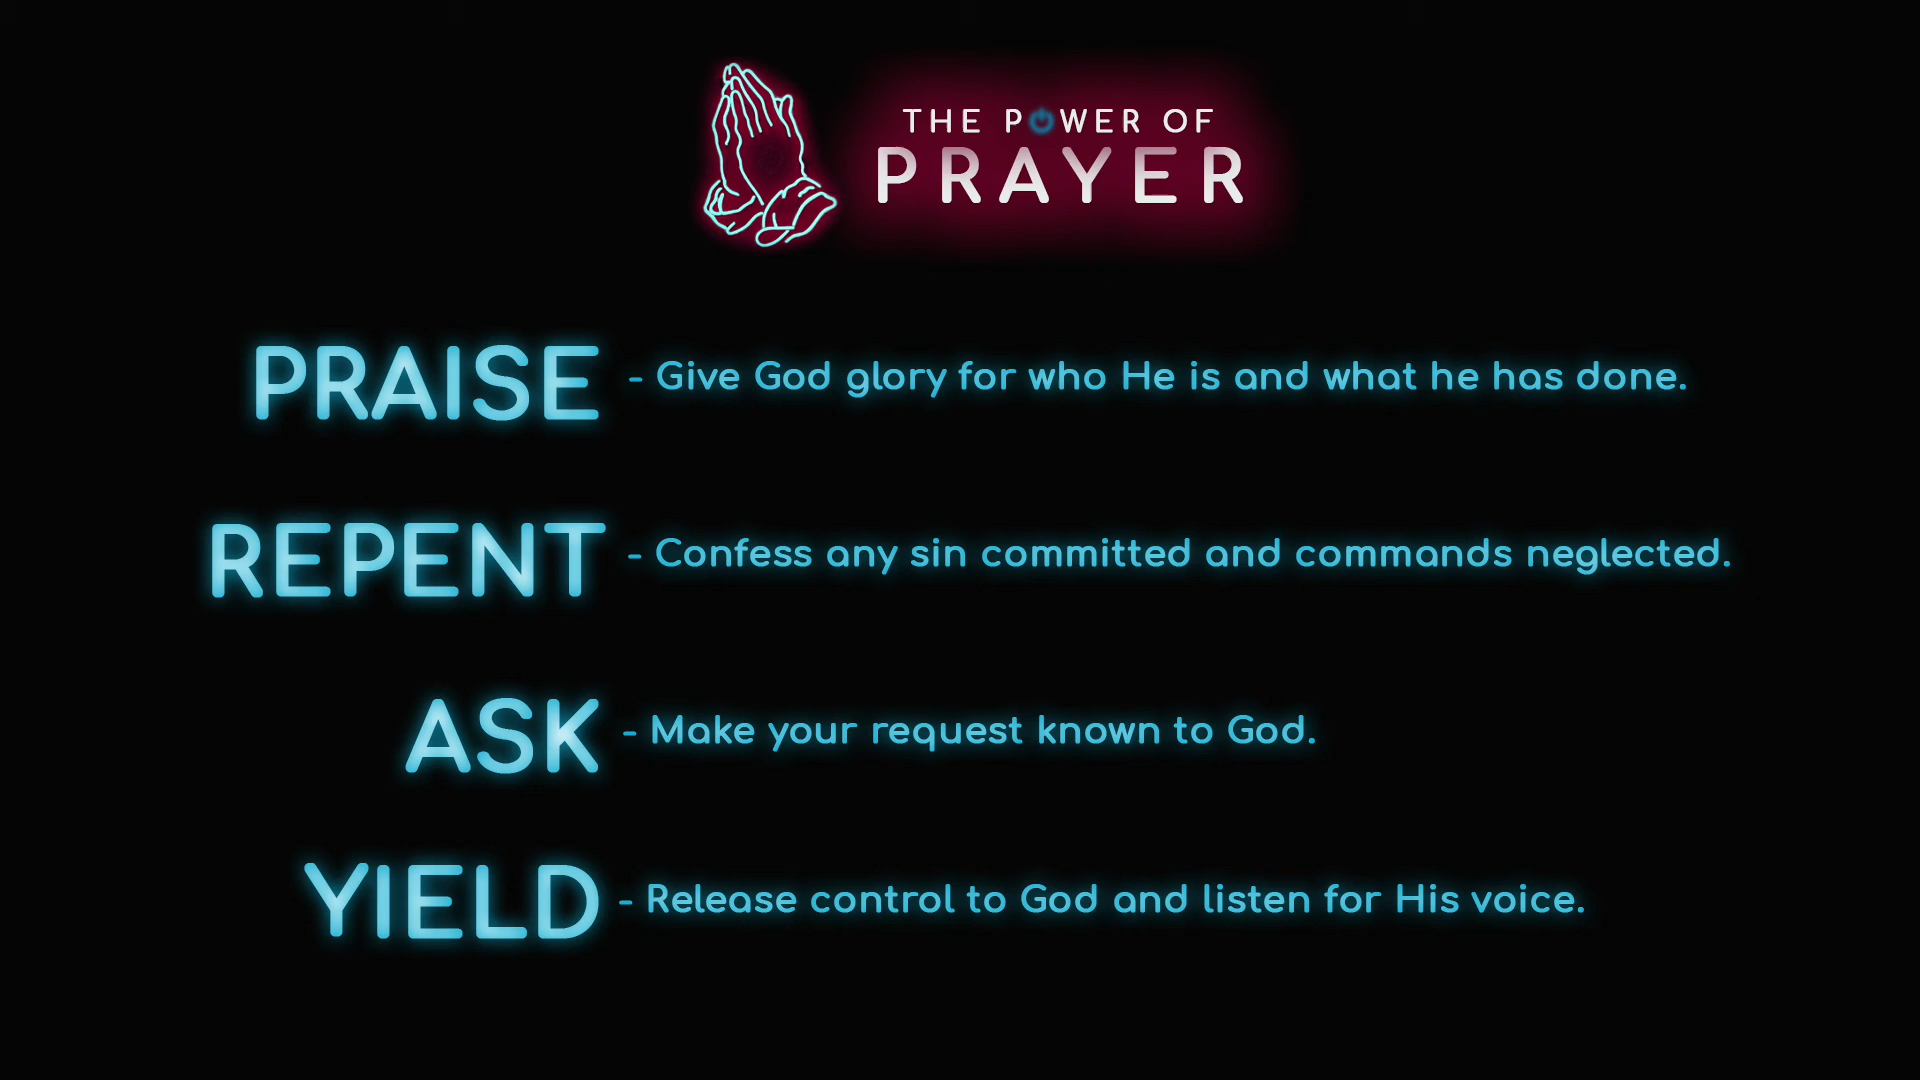 THE POWER OF
PRAYER
PRAISE - Give God glory for who He is and what he has done.
REPENT - Confess any sin committed and commands neglected.
ASK - Make your request known to God.
YIELD - Release control to God and listen for His voice.